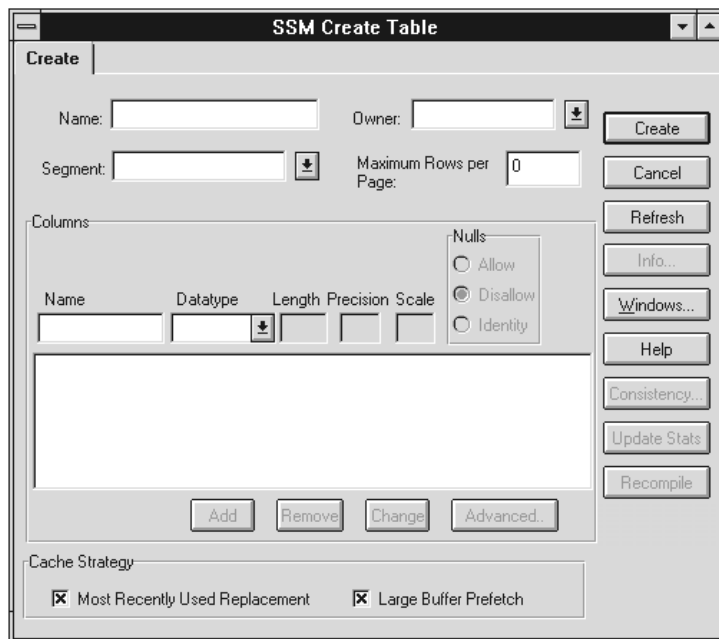 SSM Create Table
Create
Name:
Owner:
Segment:
Maximum Rows per
Page:
0
Columns
Nulls
Allow
Disallow
Identity
Name
Datatype
Length
Precision
Scale
Add
Remove
Change
Advanced..
Cache Strategy
Most Recently Used Replacement
Large Buffer Prefetch
Create
Cancel
Refresh
Info...
Windows...
Help
Consistency...
Update Stats
Recompile